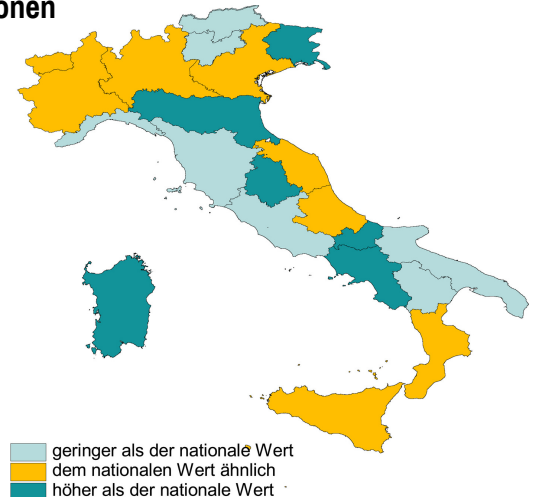 onen
geringer als der nationale Wert
dem nationalen Wert ähnlich
höher als der nationale Wert